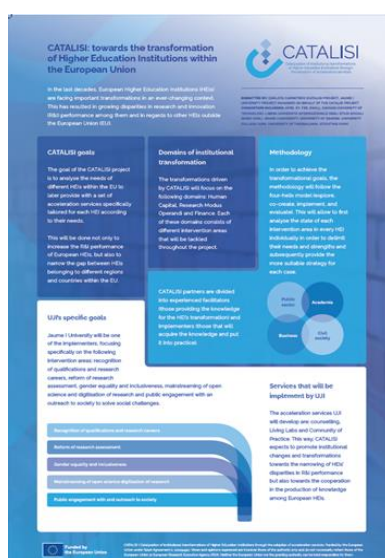 CATALISI: towards the transformation
of Higher Education Institutions within
the European Union
In the last decades, European Higher Education Institutions (HEIs)
are facing important transformations in an ever-changing context.
This has resulted in growing disparities in research and innovation
(R&I) performance among them and in regards to other HEIs outside
the European Union (EU).
CATALISI
CATALISI goals
The goal of the CATALISI project
is to analyse the needs of
different HEIs within the EU to
later provide with a set of
acceleration services specifically
tailored for each HEI according
to their needs.
This will be done not only to
increase the R&I performance
of European HEIs, but also to
narrow the gap between HEIs
belonging to different regions
and countries within the EU.
Domains of institutional
transformation
The transformations driven
by CATALISI will focus on the
following domains: Human
Capital, Research Modus
Operandi and Finance. Each
of these domains consists of
different intervention areas
that will be tackled
throughout the project.
Methodology
In order to achieve the
transformational goals, the
methodology will follow the
four-helix model (explore,
co-create, implement, and
evaluate). This will allow to first
analyse the state of each
intervention area in every HEI
individually in order to delimit
their needs and strengths and
subsequently provide the
more suitable strategy for
each case.
CATALISI partners are divided
into experienced facilitators
(those providing the knowledge
for the HEI's transformation) and
implementers (those that will
acquire the knowledge and put
it into practice).
Public
sector
Academia
Business
Civil
society
UJI's specific goals
Jaume I University will be one
of the implementers, focusing
specifically on the following
intervention areas: recognition
of qualifications and research
careers, reform of research
assessment, gender equality and inclusiveness, mainstreaming of open
science and digitisation of research and public engagement with an
outreach to society to solve social challenges.
Recognition of qualifications and research careers
Reform of research assessment
Gender equality and inclusiveness
Mainstreaming of open science digitisation of research
Public engagement with and outreach to society
Services that will be
implement by UJI
The acceleration services UJI
will develop are counselling,
Living Labs and Community of
Practice. This way, CATALISI
expects to promote institutional
changes and transformations
towards the narrowing of HEIs'
disparities in R&I performance
but also towards the cooperation
in the production of knowledge
among European HEIs.
Funded by
the European Union